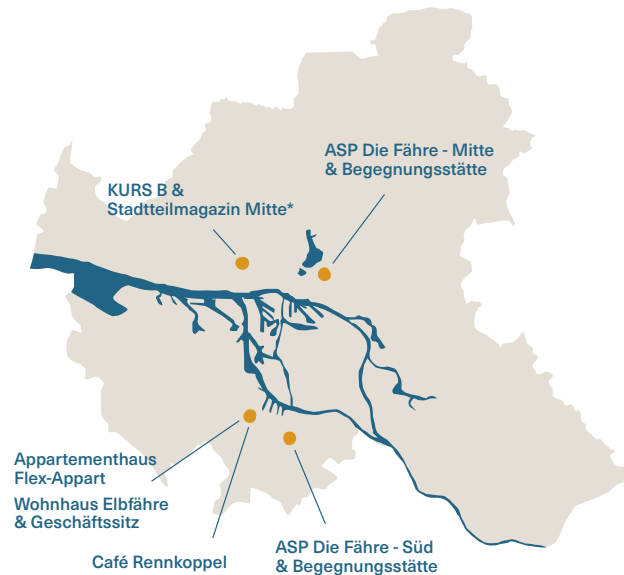 ASP Die Fähre - Mitte
& Begegnungsstätte
KURS B &
Stadtteilmagazin Mitte*
Appartementhaus
Flex-Appart
Wohnhaus Elbfähre
& Geschäftssitz
Café Rennkoppel
ASP Die Fähre - Süd
& Begegnungsstätte